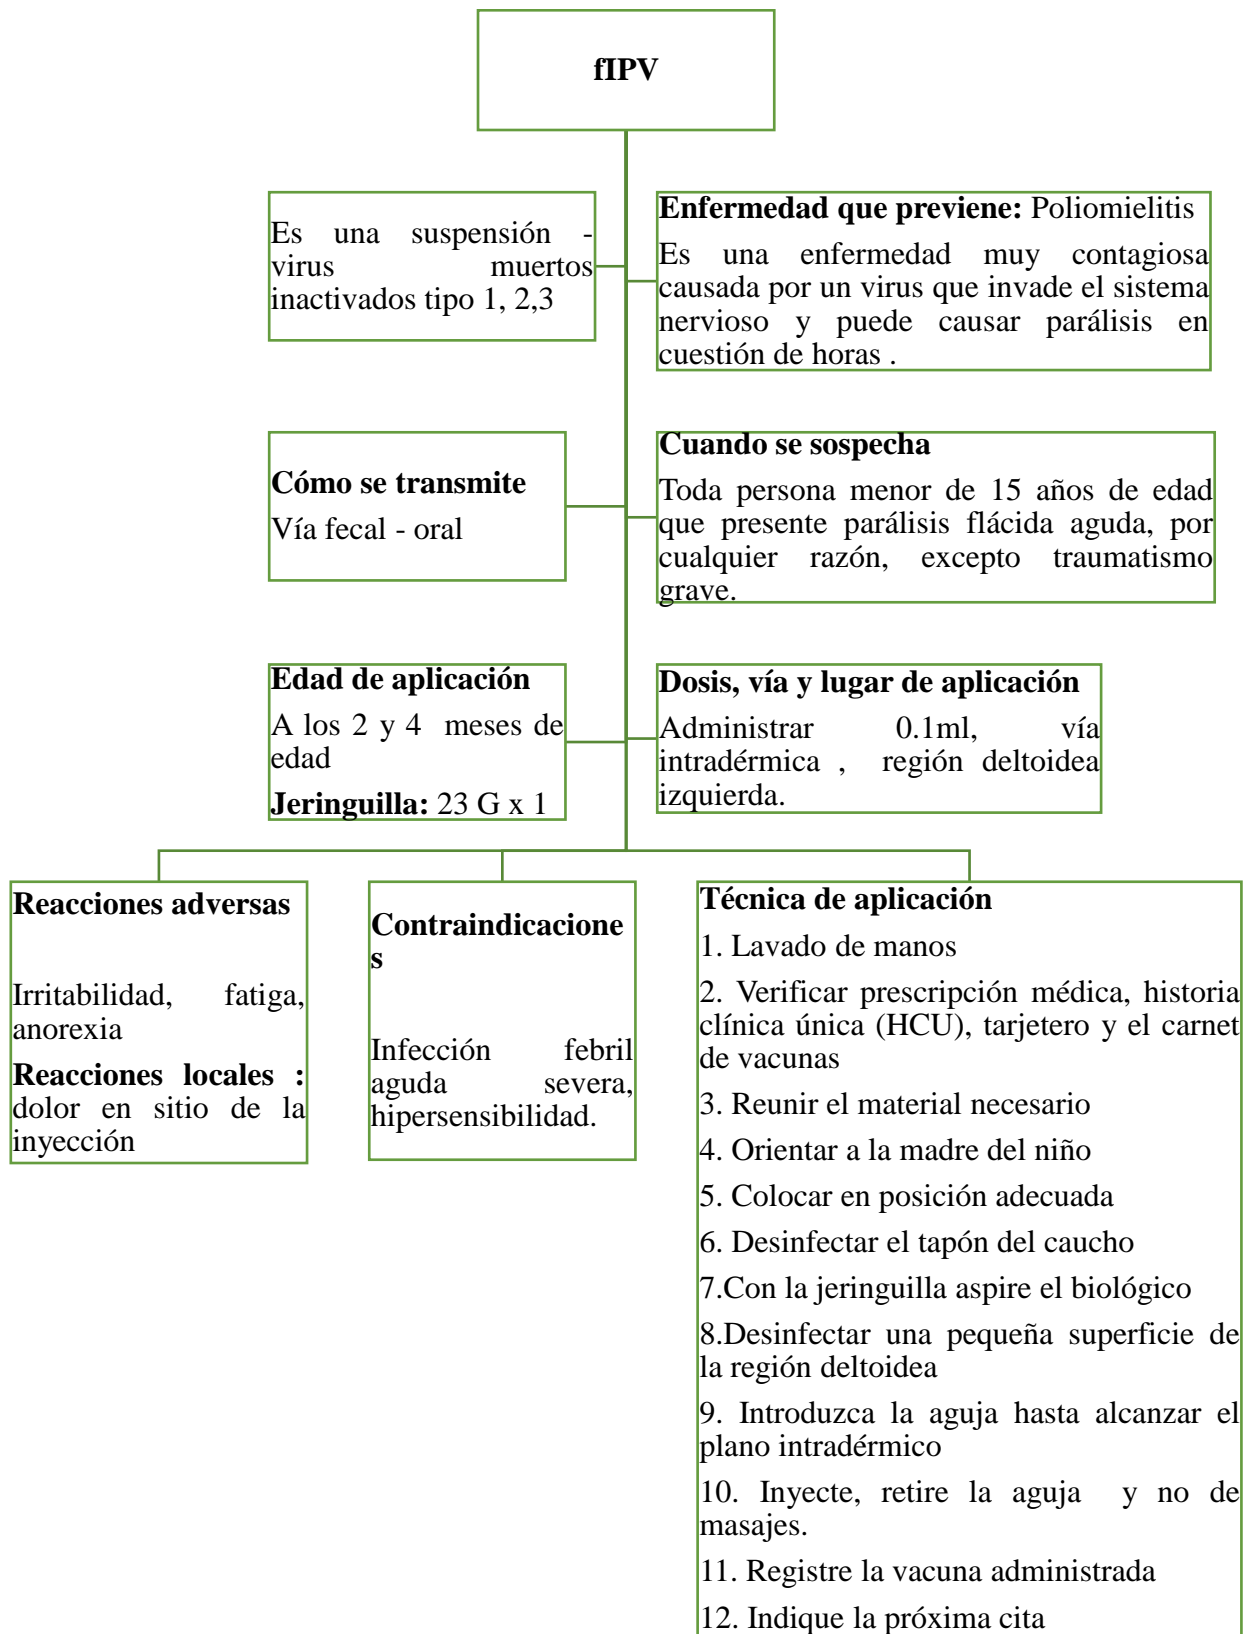 fIPV
Es una suspensión -
virus muertos
inactivados tipo 1, 2,3
Enfermedad que previene: Poliomielitis
Es una enfermedad muy contagiosa
causada por un virus que invade el sistema
nervioso y puede causar parálisis en
cuestión de horas .
Cómo se transmite
Vía fecal - oral
Cuando se sospecha
Toda persona menor de 15 años de edad
que presente parálisis flácida aguda, por
cualquier razón, excepto traumatismo
grave.
Edad de aplicación
A los 2 y 4 meses de
edad
Jeringuilla: 23 G x 1
Dosis, vía y lugar de aplicación
Administrar 0.1ml, vía
intradérmica , región deltoidea
izquierda.
Reacciones adversas
Irritabilidad, fatiga,
anorexia
Reacciones locales :
dolor en sitio de la
inyección
Contraindicacione
s
Infección febril
aguda severa,
hipersensibilidad.
Técnica de aplicación
1. Lavado de manos
2. Verificar prescripción médica, historia
clínica única (HCU), tarjetero y el carnet
de vacunas
3. Reunir el material necesario
4. Orientar a la madre del niño
5. Colocar en posición adecuada
6. Desinfectar el tapón del caucho
7.Con la jeringuilla aspire el biológico
8.Desinfectar una pequeña superficie de
la región deltoidea
9. Introduzca la aguja hasta alcanzar el
plano intradérmico
10. Inyecte, retire la aguja y no de
masajes.
11. Registre la vacuna administrada
12. Indique la próxima cita